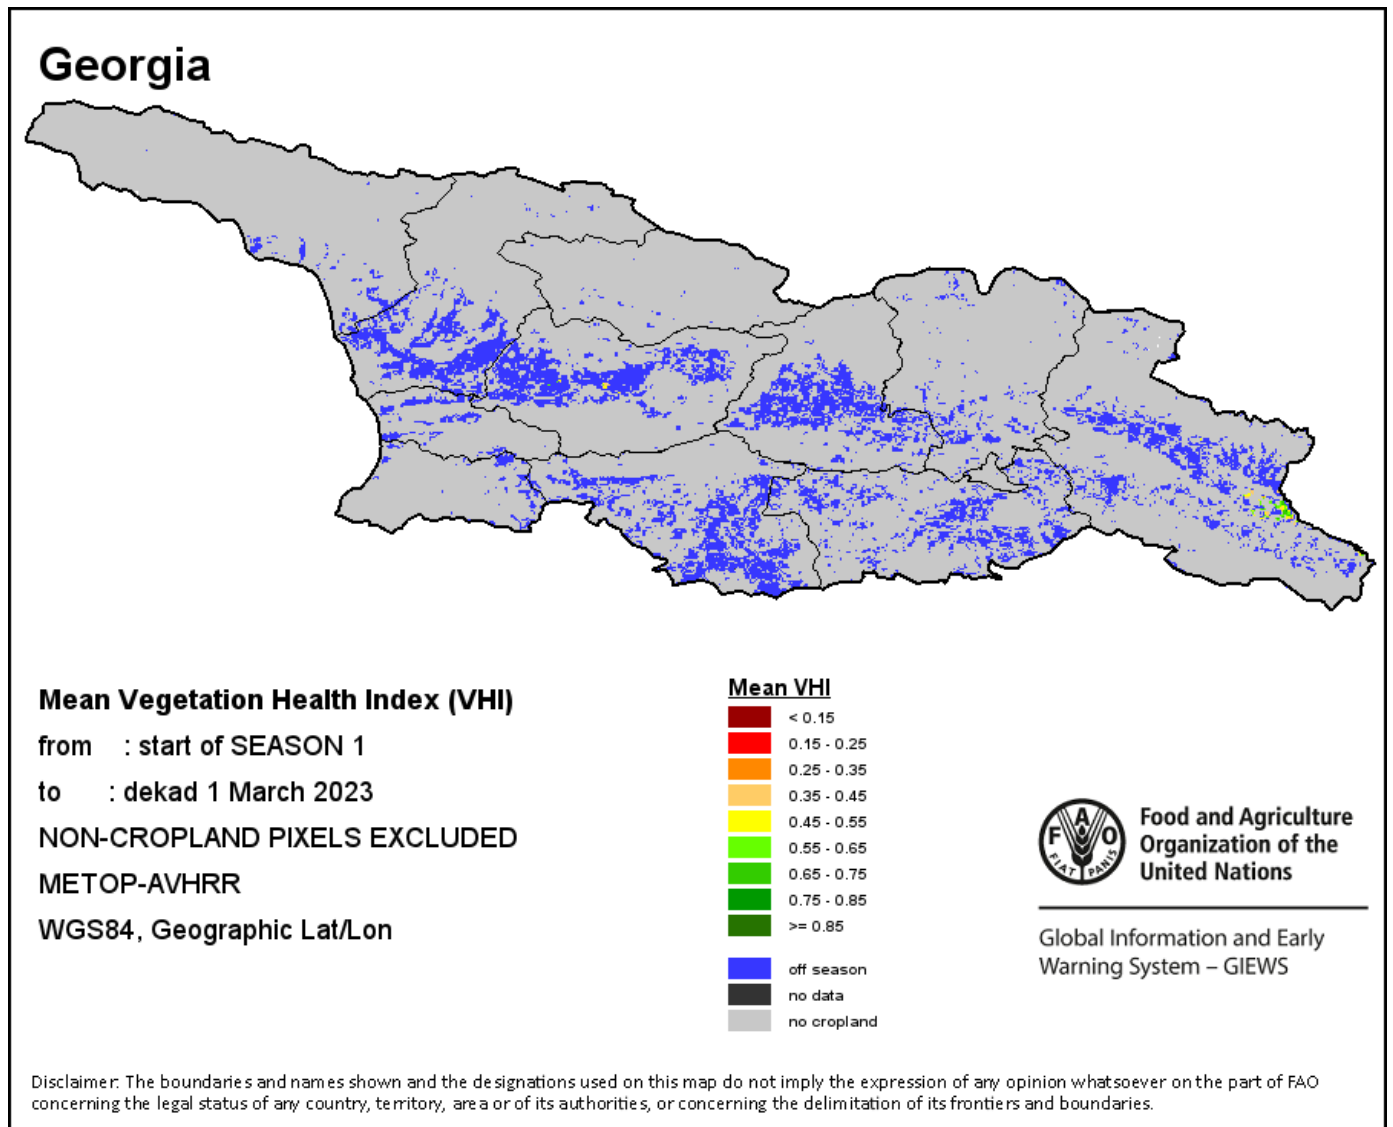 Georgia
Mean Vegetation Health Index (VHI)
from : start of SEASON 1
to : dekad 1 March 2023
NON-CROPLAND PIXELS EXCLUDED
METOP-AVHRR
WGS84, Geographic Lat/Lon
Mean VHI
< 0.15
0.15 - 0.25
0.25 - 0.35
0.35 - 0.45
0.45 - 0.55
0.55 - 0.65
0.65 - 0.75
0.75 - 0.85
>= 0.85
off season
no data
no cropland
F A O
FIAT PANIS
Food and Agriculture
Organization of the
United Nations
Global Information and Early
Warning System – GIEWS
Disclaimer: The boundaries and names shown and the designations used on this map do not imply the expression of any opinion whatsoever on the part of FAO
concerning the legal status of any country, territory, area or of its authorities, or concerning the delimitation of its frontiers and boundaries.